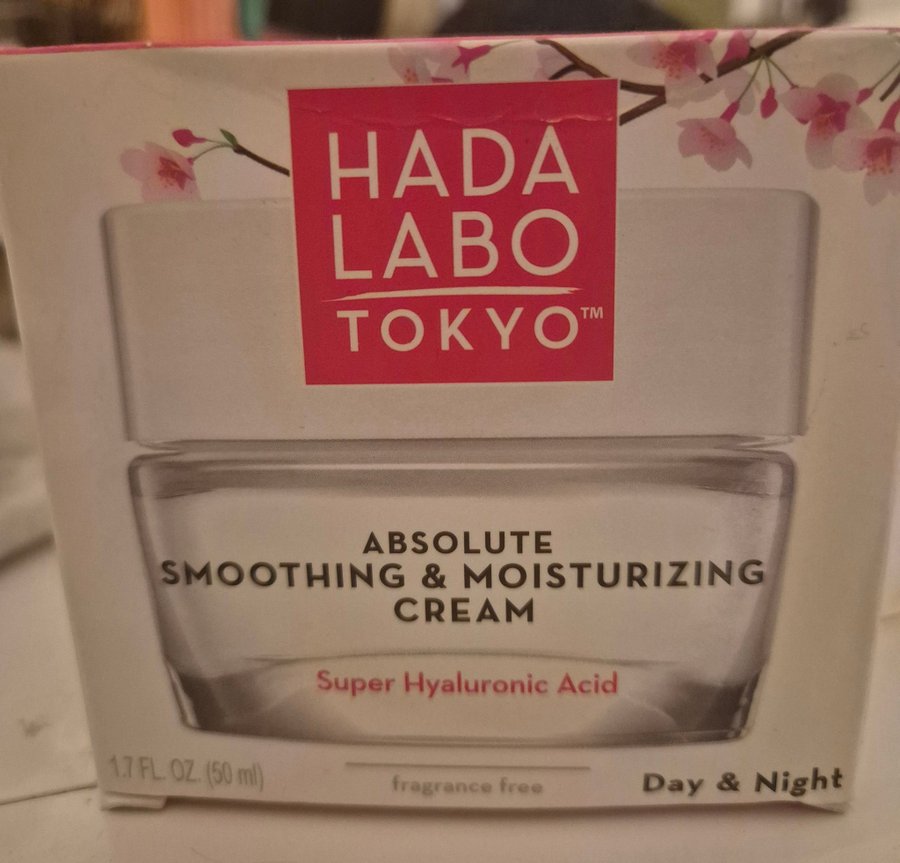 HADA
LABO
TOKYO™
ABSOLUTE
SMOOTHING & MOISTURIZING
CREAM
Super Hyaluronic Acid
1.7 FL. OZ. (50 ml)
fragrance free
Day & Night